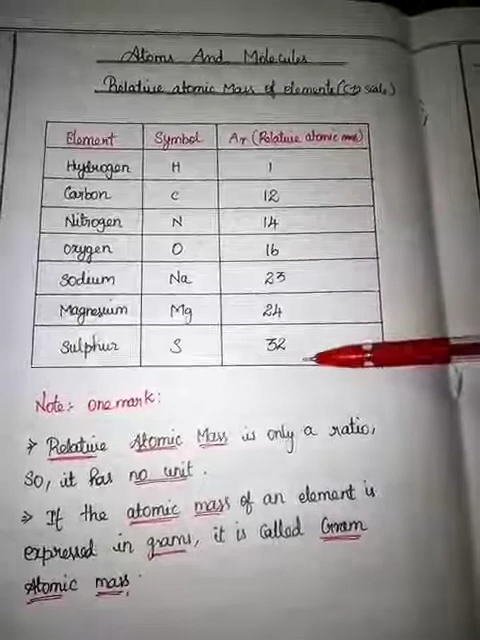 Atoms And Molecules
Relative atomic Mass of elements (C-12 scale)
Element Symbol Ar (Relative atomic mass)
Hydrogen H 1
Carbon C 12
Nitrogen N 14
Oxygen O 16
Sodium Na 23
Magnesium Mg 24
Sulphur S 32
Note:- one mark:
> Relative Atomic Mass is only a ratio,
So, it has no unit.
> If the atomic mass of an element is
expressed in grams, it is called Gram
Atomic mass.